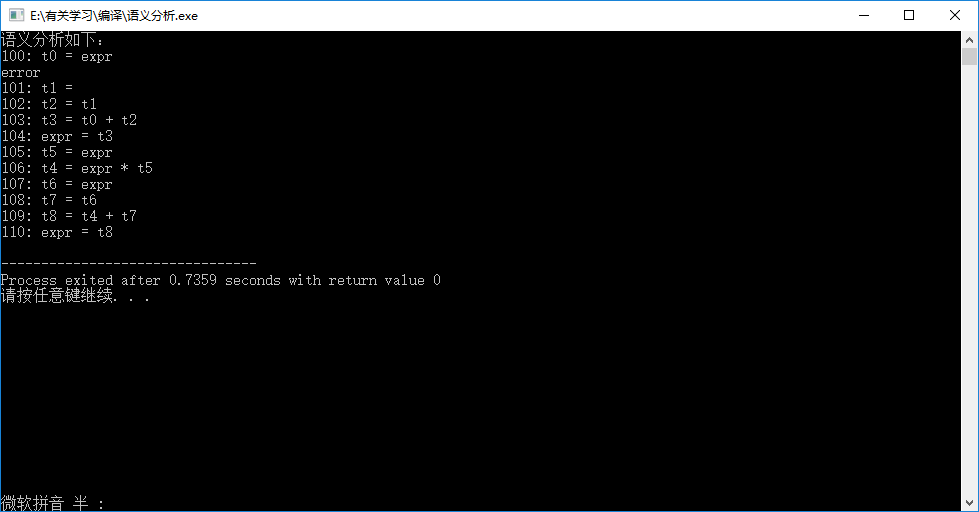 E:\有关学习\编译\语义分析.exe
语义分析如下:
100: t0 = expr
error
101: t1 =
102: t2 = t1
103: t3 = t0 + t2
104: expr = t3
105: t5 = expr
106: t4 = expr * t5
107: t6 = expr
108: t7 = t6
109: t8 = t4 + t7
110: expr = t8
--------------------------------
Process exited after 0.7359 seconds with return value 0
请按任意键继续. . .
微软拼音 半 :